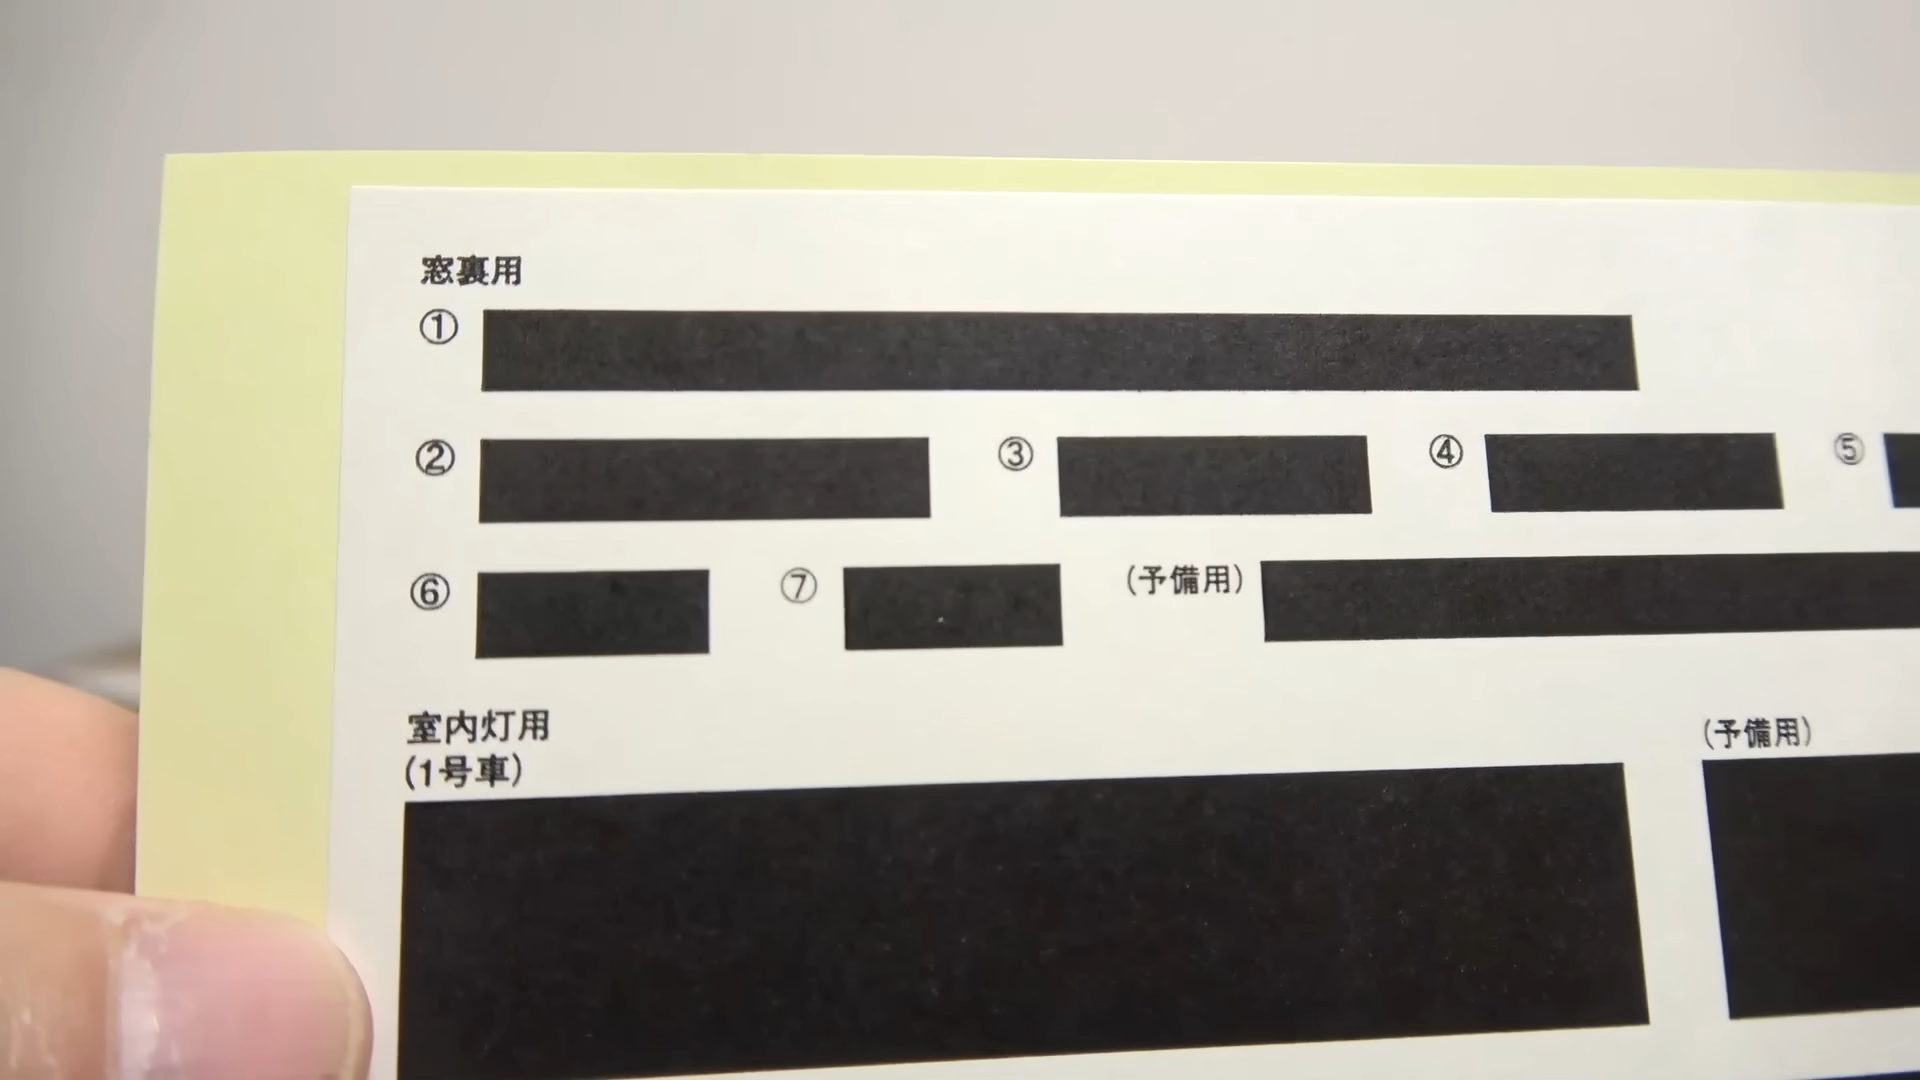 窓裏用
①
② ③ ④ ⑤
⑥ ⑦ (予備用)
室内灯用 (予備用)
(1号車)